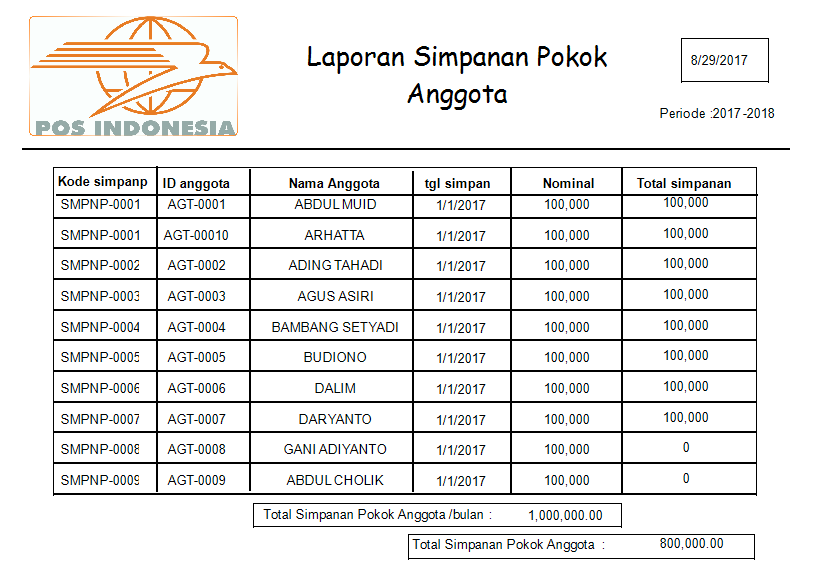 POS INDONESIA
Laporan Simpanan Pokok
Anggota
8/29/2017
Periode :2017-2018
Kode simpanp ID anggota Nama Anggota tgl simpan Nominal Total simpanan
SMPNP-0001 AGT-0001 ABDUL MUID 1/1/2017 100,000 100,000
SMPNP-0001 AGT-00010 ARHATTA 1/1/2017 100,000 100,000
SMPNP-0002 AGT-0002 ADING TAHADI 1/1/2017 100,000 100,000
SMPNP-0003 AGT-0003 AGUS ASIRI 1/1/2017 100,000 100,000
SMPNP-0004 AGT-0004 BAMBANG SETYADI 1/1/2017 100,000 100,000
SMPNP-0005 AGT-0005 BUDIONO 1/1/2017 100,000 100,000
SMPNP-0006 AGT-0006 DALIM 1/1/2017 100,000 100,000
SMPNP-0007 AGT-0007 DARYANTO 1/1/2017 100,000 100,000
SMPNP-0008 AGT-0008 GANI ADIYANTO 1/1/2017 100,000 0
SMPNP-0009 AGT-0009 ABDUL CHOLIK 1/1/2017 100,000 0
Total Simpanan Pokok Anggota /bulan : 1,000,000.00
Total Simpanan Pokok Anggota : 800,000.00